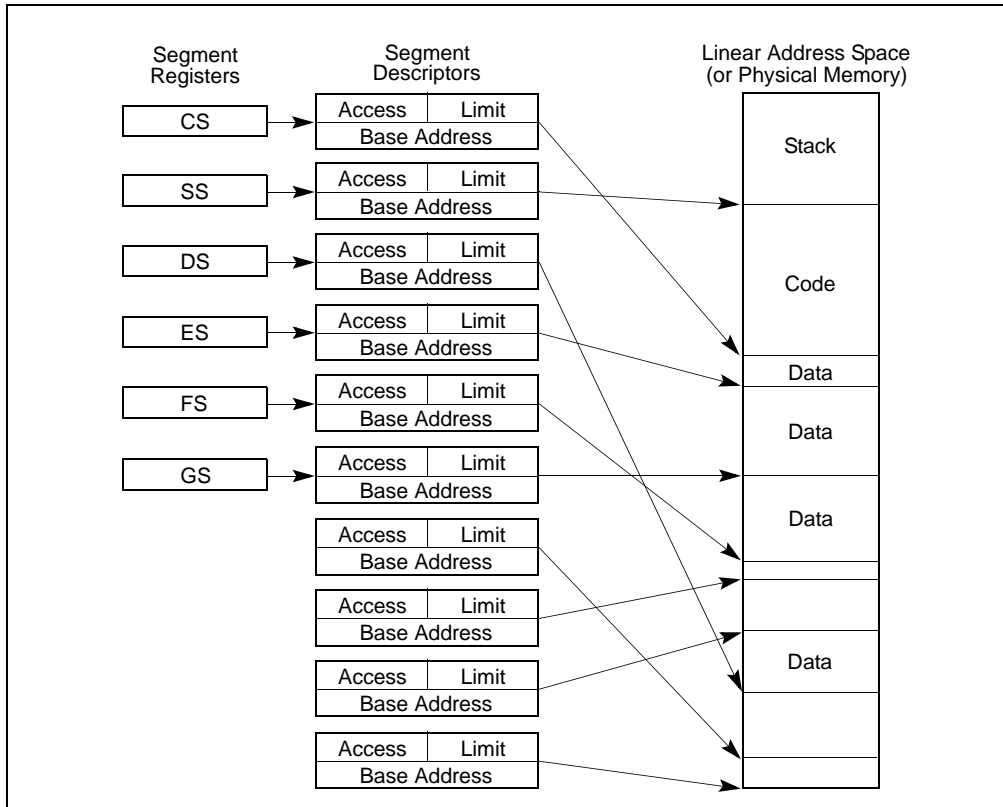 Segment
Registers
Segment
Descriptors
Linear Address Space
(or Physical Memory)
CS
Access Limit
Base Address
Stack
SS
Access Limit
Base Address
DS
Access Limit
Base Address
Code
ES
Access Limit
Base Address
Data
FS
Access Limit
Base Address
Data
GS
Access Limit
Base Address
Data
Access Limit
Base Address
Access Limit
Base Address
Access Limit
Base Address
Data
Access Limit
Base Address